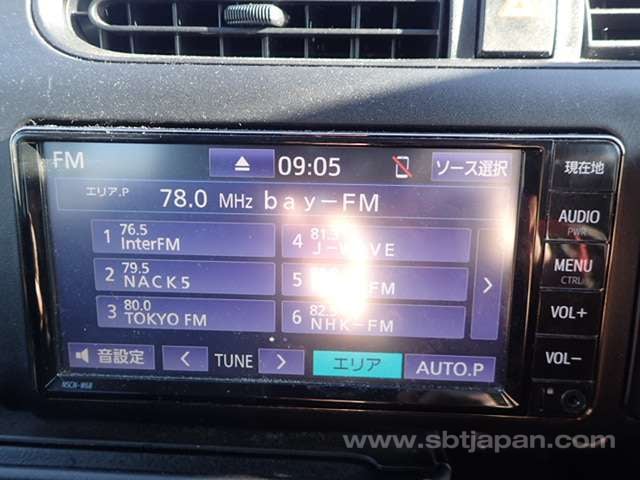 FM
09:05
ソース選択
現在地
エリア.P 78.0 MHz bay-FM
AUDIO
PWR
1 76.5 InterFM
4 J-WAVE
MENU
CTRL
2 79.5 NACK5
5 FM
3 80.0 TOKYO FM
6 82.5 NHK-FM
VOL+
VOL-
音設定
< TUNE >
エリア
AUTO.P
NSCN-W68
www.sbtjapan.com